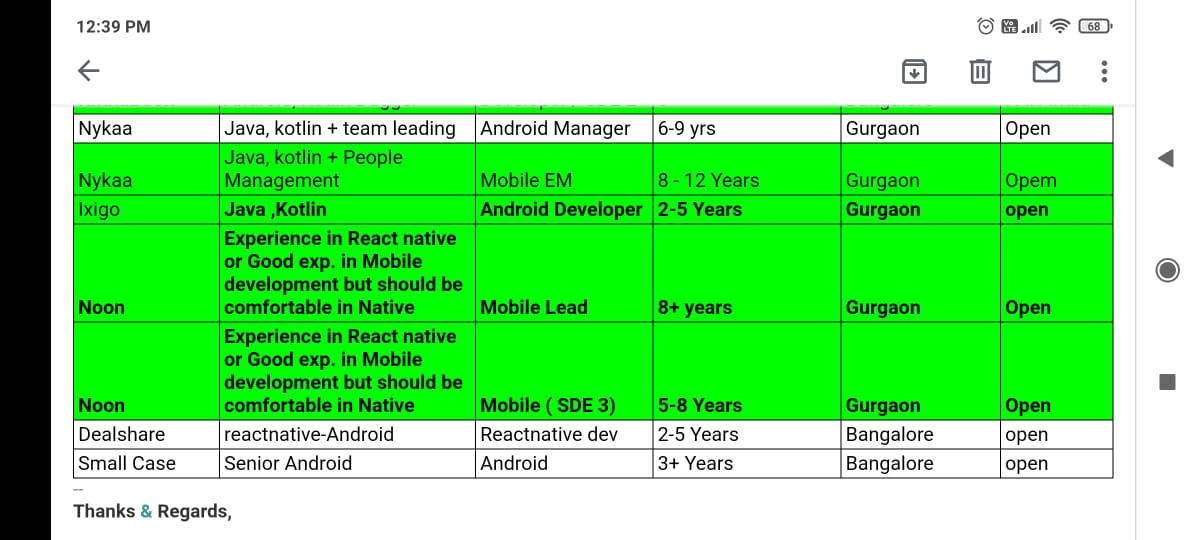 12:39 PM
Vo LTE
68
Nykaa Java, kotlin + team leading Android Manager 6-9 yrs Gurgaon Open
Java, kotlin + People
Nykaa Management Mobile EM 8 - 12 Years Gurgaon Opem
Ixigo Java ,Kotlin Android Developer 2-5 Years Gurgaon open
Experience in React native
or Good exp. in Mobile
development but should be
Noon comfortable in Native Mobile Lead 8+ years Gurgaon Open
Experience in React native
or Good exp. in Mobile
development but should be
Noon comfortable in Native Mobile ( SDE 3) 5-8 Years Gurgaon Open
Dealshare reactnative-Android Reactnative dev 2-5 Years Bangalore open
Small Case Senior Android Android 3+ Years Bangalore open
--
Thanks & Regards,